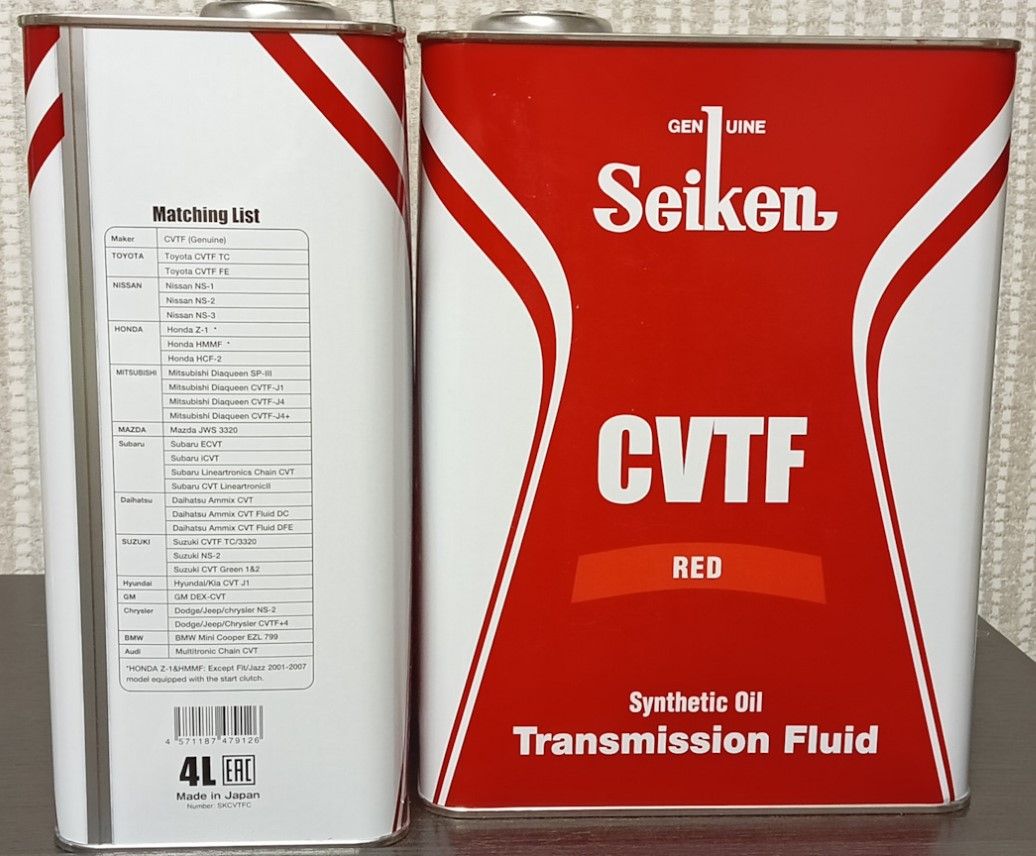 Matching List
Maker CVTF (Genuine)
TOYOTA Toyota CVTF TC
Toyota CVTF FE
NISSAN Nissan NS-1
Nissan NS-2
Nissan NS-3
HONDA Honda Z-1 *
Honda HMMF *
Honda HCF-2
MITSUBISHI Mitsubishi Diaqueen SP-III
Mitsubishi Diaqueen CVTF-J1
Mitsubishi Diaqueen CVTF-J4
Mitsubishi Diaqueen CVTF-J4+
MAZDA Mazda JWS 3320
Subaru Subaru ECVT
Subaru iCVT
Subaru Lineartronics Chain CVT
Subaru CVT LineartronicII
Daihatsu Daihatsu Ammix CVT
Daihatsu Ammix CVT Fluid DC
Daihatsu Ammix CVT Fluid DFE
SUZUKI Suzuki CVTF TC/3320
Suzuki NS-2
Suzuki CVT Green 1&2
Hyundai Hyundai/Kia CVT J1
GM GM DEX-CVT
Chrysler Dodge/Jeep/chrysler NS-2
Dodge/Jeep/Chrysler CVTF+4
BMW BMW Mini Cooper EZL 799
Audi Multitronic Chain CVT
*HONDA Z-1&HMMF: Except Fit/Jazz 2001-2007
model equipped with the start clutch.
4 571187 479126
4L EAC
Made in Japan
Number: SKCVTFC
GENUINE
Seiken
CVTF
RED
Synthetic Oil
Transmission Fluid